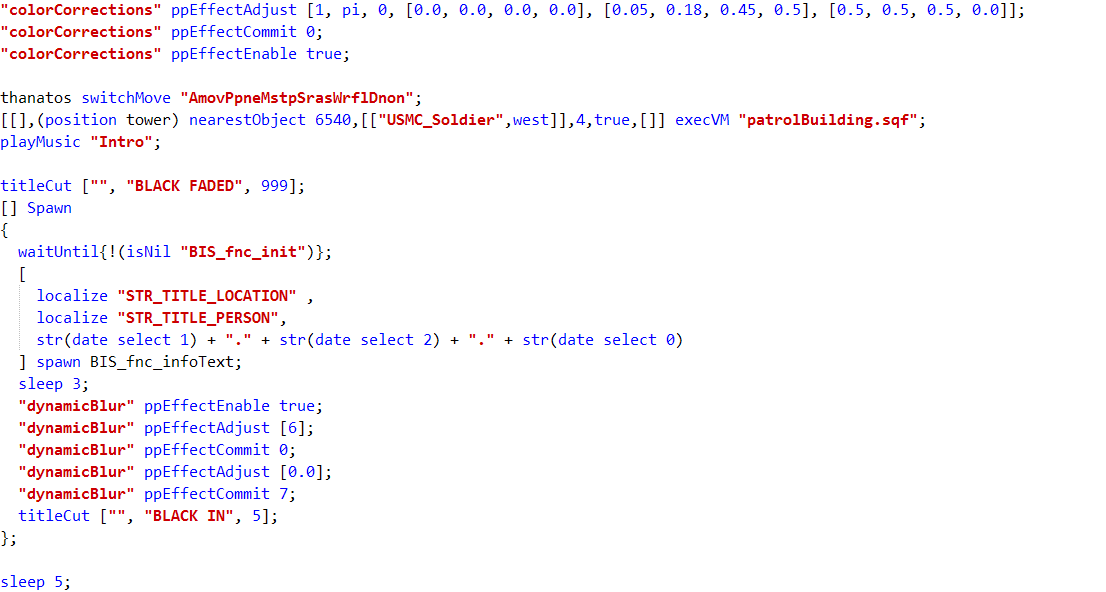 "colorCorrections" ppEffectAdjust [1, pi, 0, [0.0, 0.0, 0.0, 0.0], [0.05, 0.18, 0.45, 0.5], [0.5, 0.5, 0.5, 0.0]];
"colorCorrections" ppEffectCommit 0;
"colorCorrections" ppEffectEnable true;

thanatos switchMove "AmovPpneMstpSrasWrflDnon";
[[],(position tower) nearestObject 6540,[["USMC_Soldier",west]],4,true,[]] execVM "patrolBuilding.sqf";
playMusic "Intro";

titleCut ["", "BLACK FADED", 999];
[] Spawn
{
  waitUntil{!(isNil "BIS_fnc_init")};
  [
    localize "STR_TITLE_LOCATION" ,
    localize "STR_TITLE_PERSON",
    str(date select 1) + "." + str(date select 2) + "." + str(date select 0)
  ] spawn BIS_fnc_infoText;
  sleep 3;
  "dynamicBlur" ppEffectEnable true;
  "dynamicBlur" ppEffectAdjust [6];
  "dynamicBlur" ppEffectCommit 0;
  "dynamicBlur" ppEffectAdjust [0.0];
  "dynamicBlur" ppEffectCommit 7;
  titleCut ["", "BLACK IN", 5];
};

sleep 5;